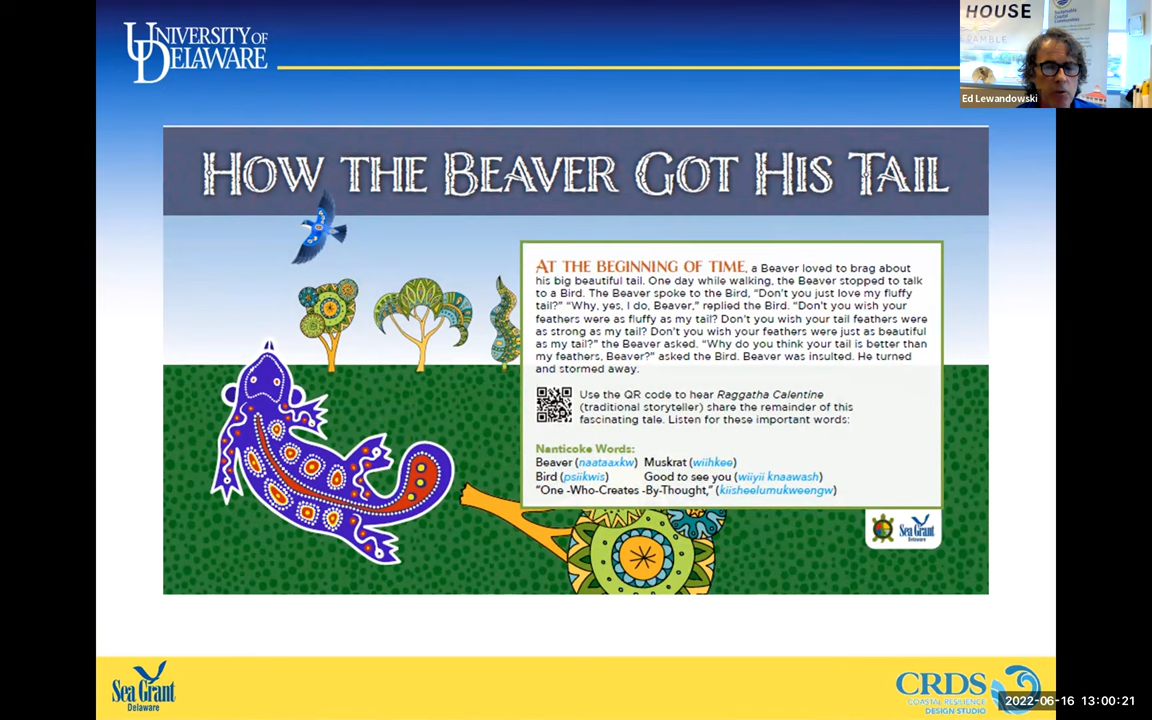 UNIVERSITY OF
DELAWARE
HOUSE
RAMBLE
Sustainable
Coastal
Communities
Ed Lewandowski
HOW THE BEAVER GOT HIS TAIL
AT THE BEGINNING OF TIME, a Beaver loved to brag about
his big beautiful tail. One day while walking, the Beaver stopped to talk
to a Bird. The Beaver spoke to the Bird, “Don’t you just love my fluffy
tail?” “Why, yes, I do, Beaver,” replied the Bird. “Don’t you wish your
feathers were as fluffy as my tail? Don’t you wish your tail feathers were
as strong as my tail? Don’t you wish your feathers were just as beautiful
as my tail?” the Beaver asked. “Why do you think your tail is better than
my feathers, Beaver?” asked the Bird. Beaver was insulted. He turned
and stormed away.
Use the QR code to hear Raggatha Calentine
(traditional storyteller) share the remainder of this
fascinating tale. Listen for these important words:
Nanticoke Words:
Beaver (naataaxkw) Muskrat (wiihkee)
Bird (psiikwis) Good to see you (wiiyii knaawash)
“One -Who-Creates -By-Thought,” (kiisheelumukweengw)
Sea Grant
Delaware
Sea Grant
Delaware
CRDS
COASTAL RESILIENCE
DESIGN STUDIO
2022-06-16 13:00:21